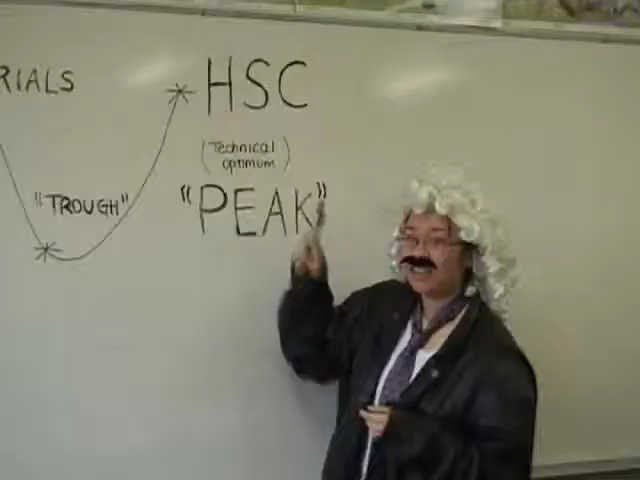 RIALS
HSC
(Technical
optimum)
"TROUGH"
"PEAK"